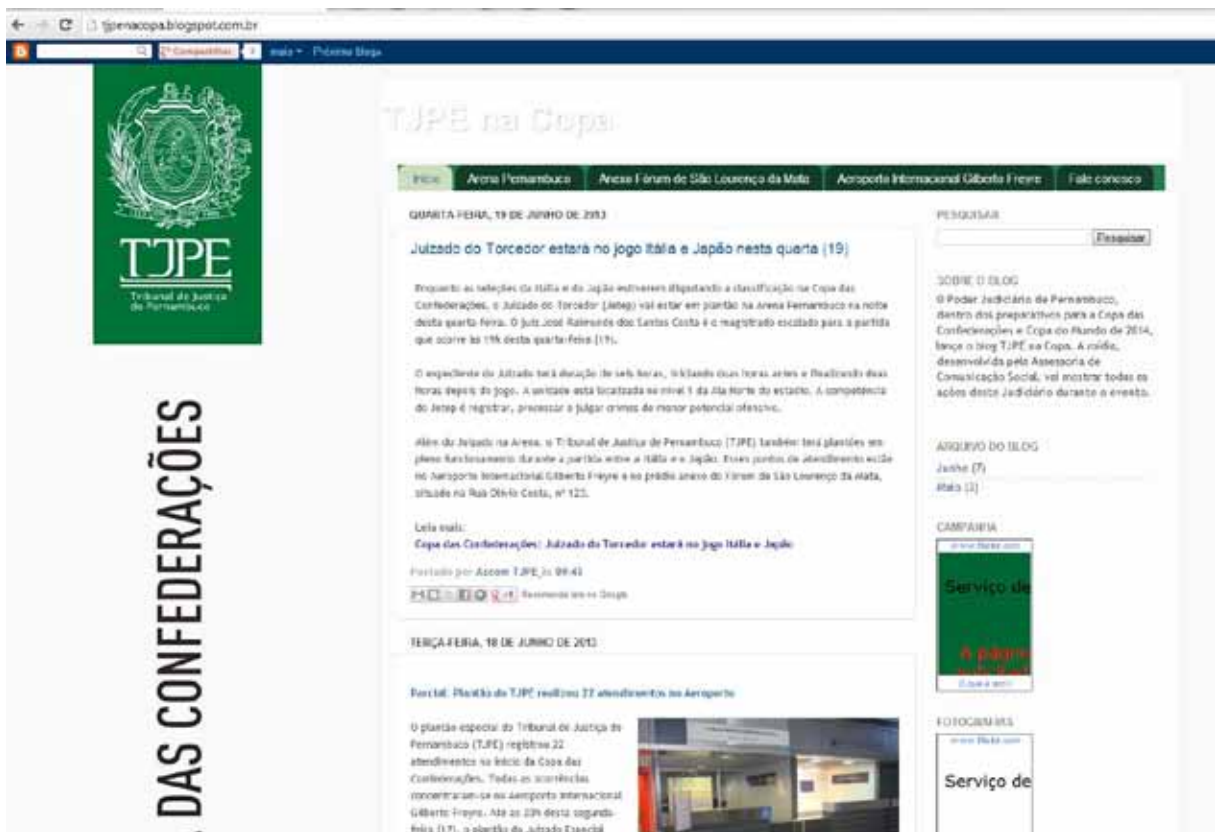 tjpenacopa.blogspot.com.br
Compartilhar
mais
Próximo blog»
TJPE
Tribunal de Justiça
de Pernambuco
DAS CONFEDERAÇÕES
TJPE na Copa
Início
Arena Pernambuco
Anexo Fórum de São Lourenço da Mata
Aeroporto Internacional Gilberto Freyre
Fale conosco
QUARTA-FEIRA, 19 DE JUNHO DE 2013
Juizado do Torcedor estará no jogo Itália e Japão nesta quarta (19)
Enquanto as seleções da Itália e do Japão estiverem disputando a classificação na Copa das
Confederações, o Juizado do Torcedor (Jetep) vai estar em plantão na Arena Pernambuco na noite
desta quarta-feira. O juiz José Raimundo dos Santos Costa é o magistrado escalado para a partida
que ocorre às 19h desta quarta-feira (19).
O expediente do Juizado terá duração de seis horas, iniciando duas horas antes e finalizando duas
horas depois do jogo. A unidade está localizada no nível 1 da Ala Norte do estádio. A competência
do Jetep é registrar, processar e julgar crimes de menor potencial ofensivo.
Além do Juizado na Arena, o Tribunal de Justiça de Pernambuco (TJPE) também terá plantões em
pleno funcionamento durante a partida entre a Itália e o Japão. Esses pontos de atendimento estão
no Aeroporto Internacional Gilberto Freyre e no prédio anexo do Fórum de São Lourenço da Mata,
situado na Rua Olívio Costa, nº
Leia mais:
Copa das Confederações: Juizado do Torcedor estará no jogo Itália e Japão
Postado por Ascom TJPE às 09:43
+1 Recomende isto no Google
TERÇA-FEIRA, 18 DE JUNHO DE 2013
Parcial: Plantão do TJPE realizou 22 atendimentos no Aeroporto
O plantão especial do Tribunal de Justiça de
Pernambuco (TJPE) registrou 22
atendimentos no início da Copa das
Confederações. Todas as ocorrências
concentraram-se no Aeroporto Internacional
Gilberto Freyre. Até as 23h desta segunda-
feira (17), o plantão do Juizado Especial
PESQUISAR
Pesquisar
SOBRE O BLOG
O Poder Judiciário de Pernambuco,
dentro dos preparativos para a Copa das
Confederações e Copa do Mundo de 2014,
lança o blog TJPE na Copa. A mídia,
desenvolvida pela Assessoria de
Comunicação Social, vai mostrar todas as
ações deste Judiciário durante o evento.
ARQUIVO DO BLOG
Junho (7)
Maio (3)
CAMPANHA
Serviço de
A página
FOTOGRAFIAS
Serviço de